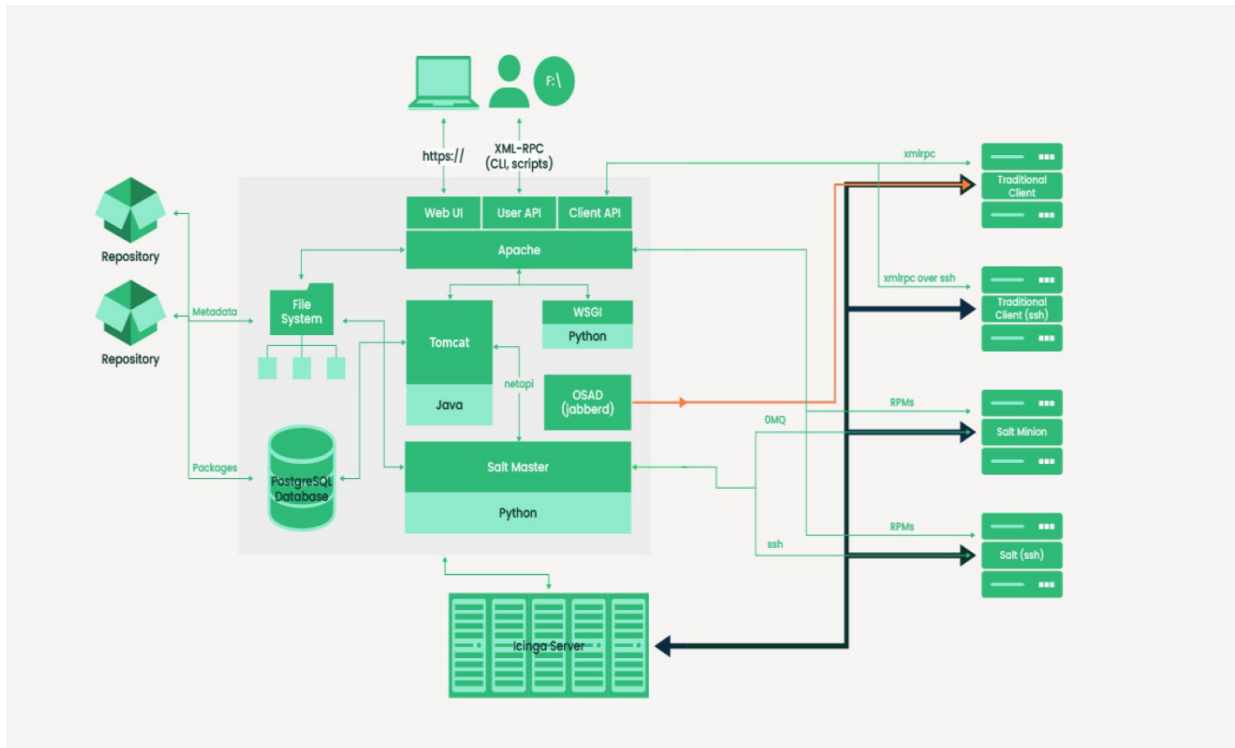 F:\
https://
XML-RPC
(CLI, scripts)
xmlrpc
Traditional
Client
Web UI
User API
Client API
Apache
Repository
xmlrpc over ssh
Traditional
Client (ssh)
Metadata
File
System
WSGI
Python
Tomcat
Repository
netapi
Java
OSAD
(jabberd)
RPMs
0MQ
Salt Minion
Packages
PostgreSQL
Database
Salt Master
Python
RPMs
ssh
Salt (ssh)
Icinga Server